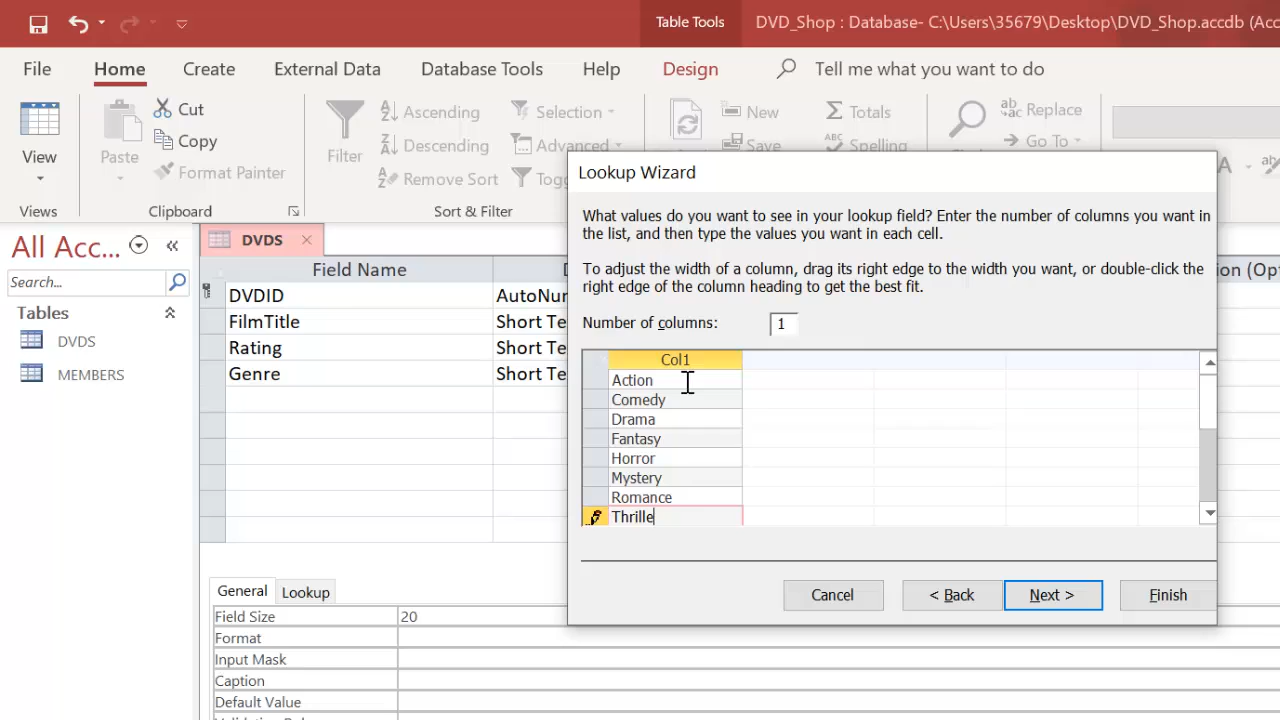 Table Tools
DVD_Shop : Database- C:\Users\35679\Desktop\DVD_Shop.accdb (Acc
File Home Create External Data Database Tools Help Design Tell me what you want to do
View
Paste
Cut
Copy
Format Painter
Filter
Ascending
Descending
Remove Sort
Selection
Advanced
New
Save
Totals
Spelling
Replace
Go To
Views
Clipboard
Sort & Filter
All Acc...
Search...
Tables
DVDS
MEMBERS
DVDS
Field Name
DVDID AutoNum
FilmTitle Short Te
Rating Short Te
Genre Short Te
General Lookup
Field Size 20
Format
Input Mask
Caption
Default Value
Lookup Wizard
What values do you want to see in your lookup field? Enter the number of columns you want in
the list, and then type the values you want in each cell.
To adjust the width of a column, drag its right edge to the width you want, or double-click the
right edge of the column heading to get the best fit.
Number of columns: 1
Col1
Action
Comedy
Drama
Fantasy
Horror
Mystery
Romance
Thrille
Cancel < Back Next > Finish